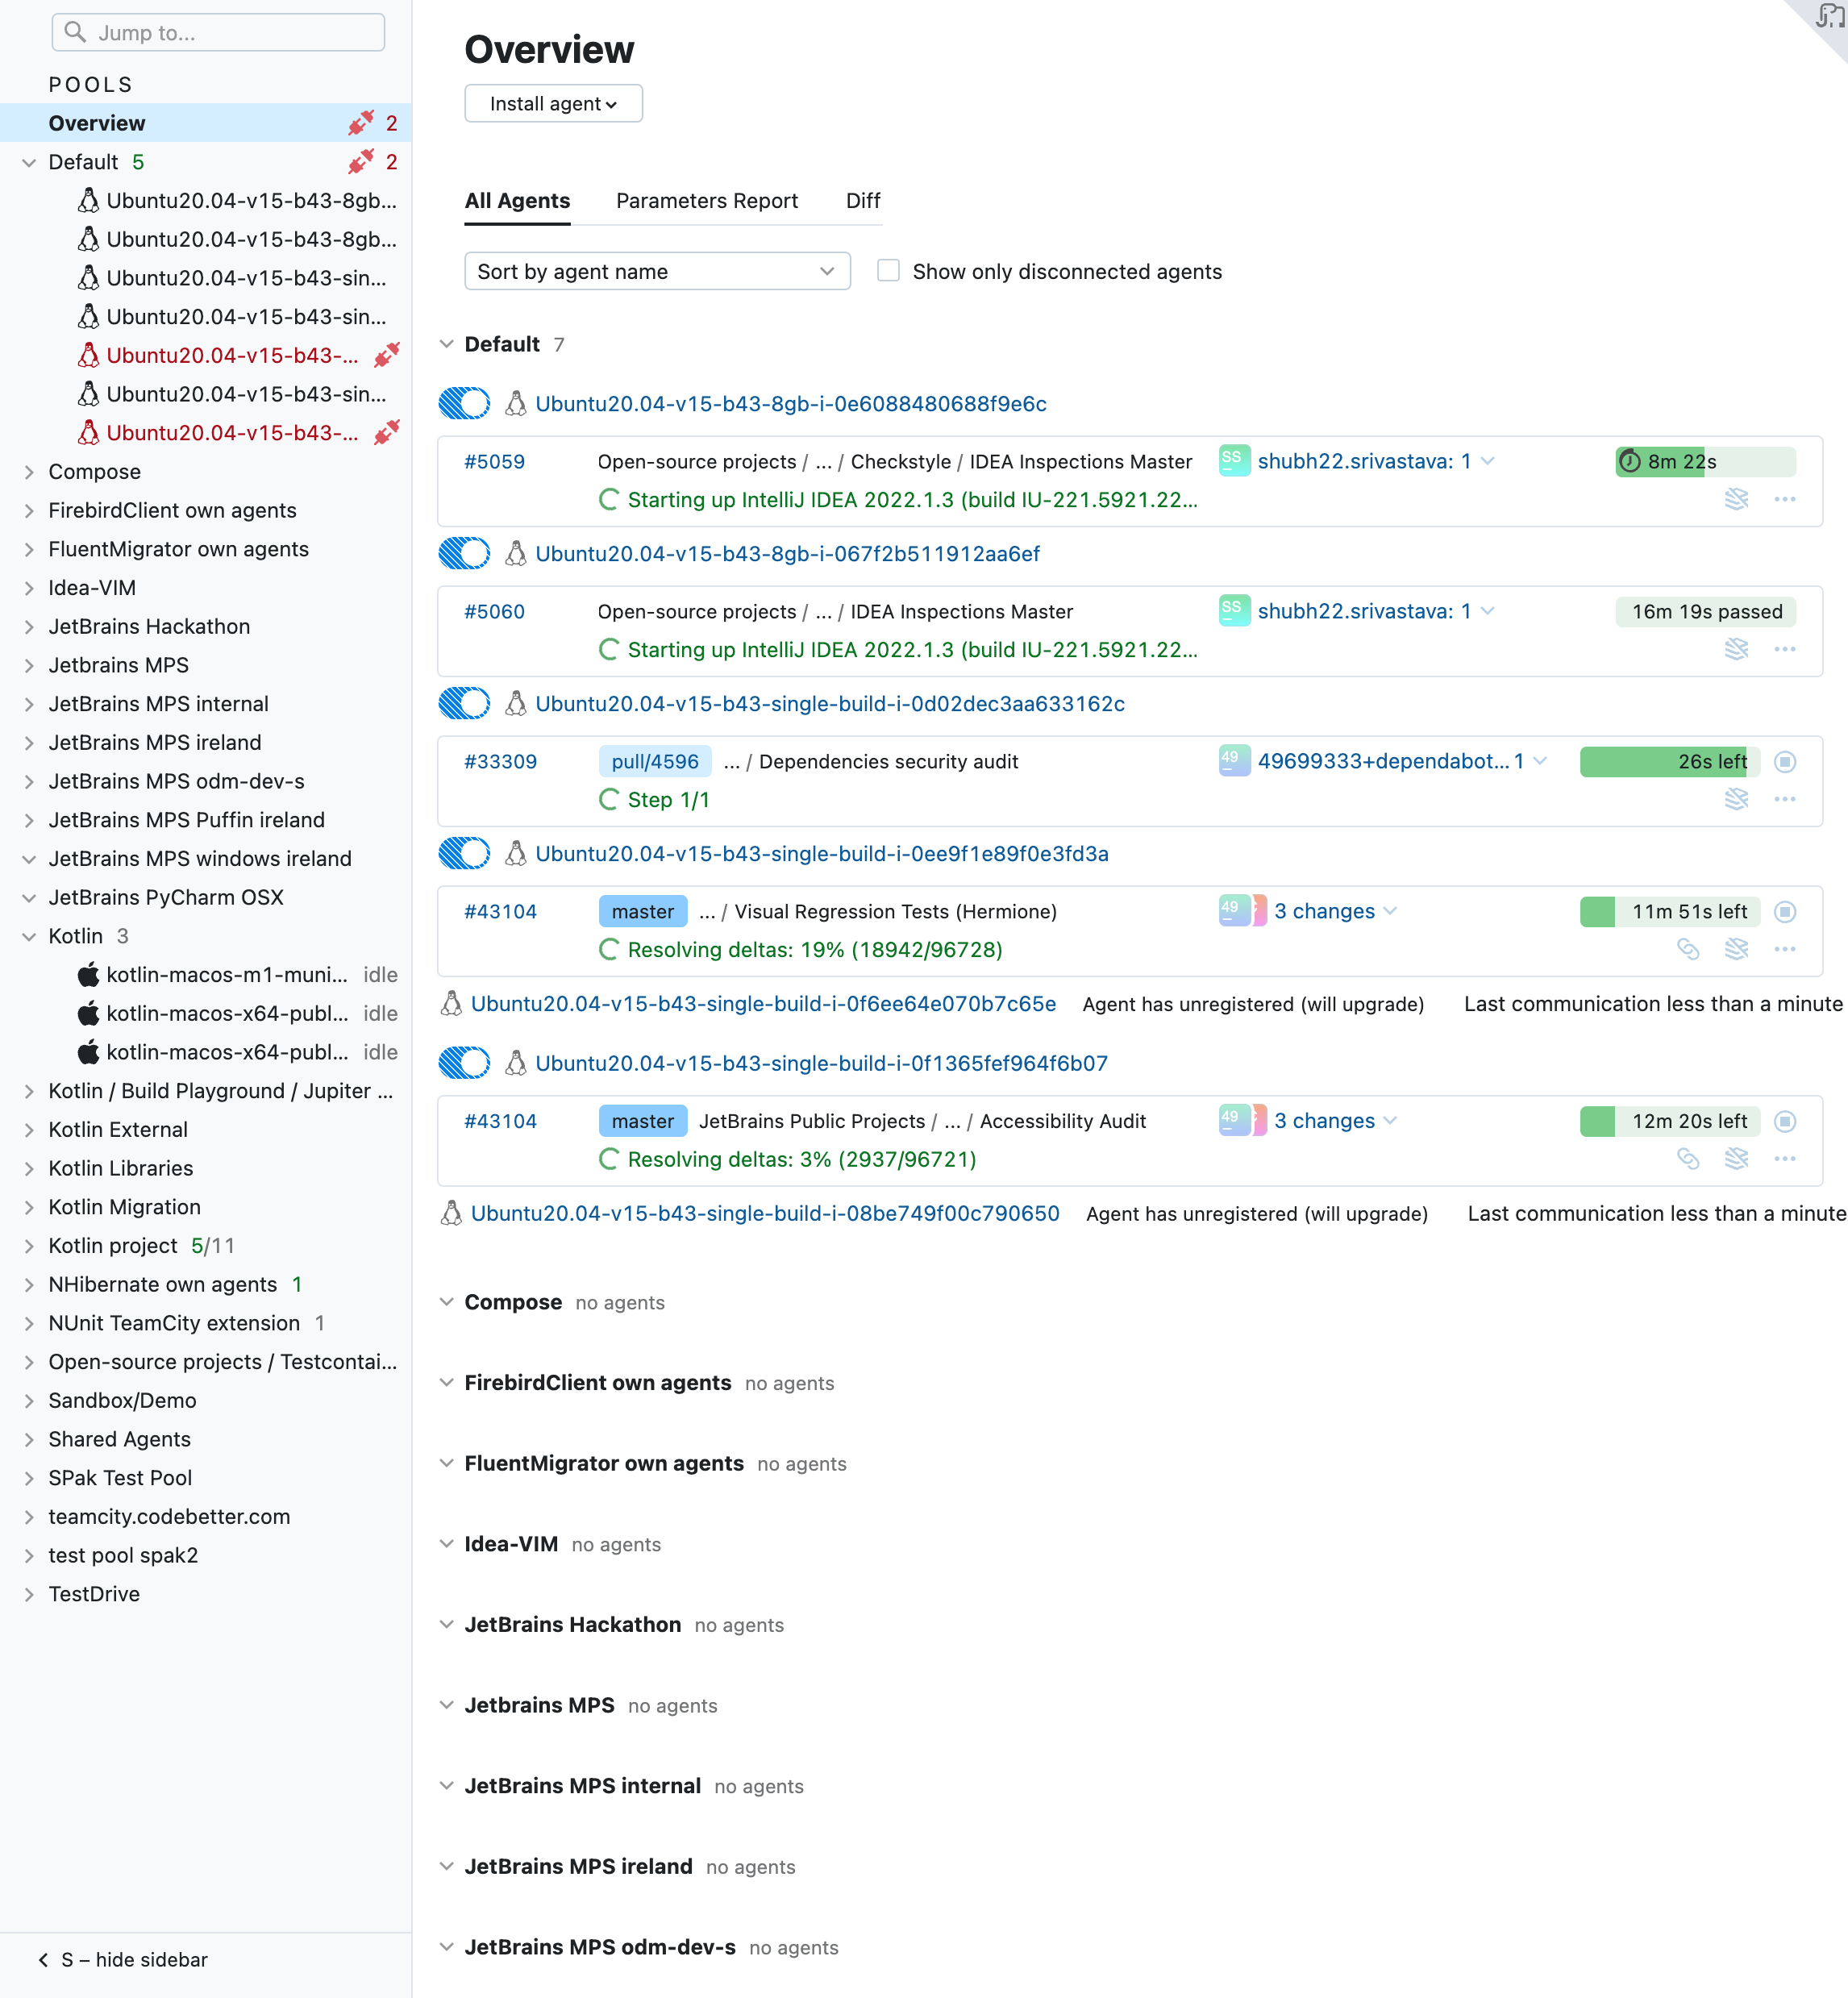 Jump to...
POOLS
Overview 2
Default 5 2
Ubuntu20.04-v15-b43-8gb...
Ubuntu20.04-v15-b43-8gb...
Ubuntu20.04-v15-b43-sin...
Ubuntu20.04-v15-b43-sin...
Ubuntu20.04-v15-b43-...
Ubuntu20.04-v15-b43-sin...
Ubuntu20.04-v15-b43-...
Compose
FirebirdClient own agents
FluentMigrator own agents
Idea-VIM
JetBrains Hackathon
Jetbrains MPS
JetBrains MPS internal
JetBrains MPS ireland
JetBrains MPS odm-dev-s
JetBrains MPS Puffin ireland
JetBrains MPS windows ireland
JetBrains PyCharm OSX
Kotlin 3
kotlin-macos-m1-muni... idle
kotlin-macos-x64-publ... idle
kotlin-macos-x64-publ... idle
Kotlin / Build Playground / Jupiter ...
Kotlin External
Kotlin Libraries
Kotlin Migration
Kotlin project 5/11
NHibernate own agents 1
NUnit TeamCity extension 1
Open-source projects / Testcontai...
Sandbox/Demo
Shared Agents
SPak Test Pool
teamcity.codebetter.com
test pool spak2
TestDrive
S – hide sidebar
Overview
Install agent
All Agents Parameters Report Diff
Sort by agent name Show only disconnected agents
Default 7
Ubuntu20.04-v15-b43-8gb-i-0e6088480688f9e6c
#5059 Open-source projects / ... / Checkstyle / IDEA Inspections Master SS shubh22.srivastava: 1 8m 22s
Starting up IntelliJ IDEA 2022.1.3 (build IU-221.5921.22...
Ubuntu20.04-v15-b43-8gb-i-067f2b511912aa6ef
#5060 Open-source projects / ... / IDEA Inspections Master SS shubh22.srivastava: 1 16m 19s passed
Starting up IntelliJ IDEA 2022.1.3 (build IU-221.5921.22...
Ubuntu20.04-v15-b43-single-build-i-0d02dec3aa633162c
#33309 pull/4596 ... / Dependencies security audit 49 49699333+dependabot... 1 26s left
Step 1/1
Ubuntu20.04-v15-b43-single-build-i-0ee9f1e89f0e3fd3a
#43104 master ... / Visual Regression Tests (Hermione) 49 3 changes 11m 51s left
Resolving deltas: 19% (18942/96728)
Ubuntu20.04-v15-b43-single-build-i-0f6ee64e070b7c65e Agent has unregistered (will upgrade) Last communication less than a minute
Ubuntu20.04-v15-b43-single-build-i-0f1365fef964f6b07
#43104 master JetBrains Public Projects / ... / Accessibility Audit 49 3 changes 12m 20s left
Resolving deltas: 3% (2937/96721)
Ubuntu20.04-v15-b43-single-build-i-08be749f00c790650 Agent has unregistered (will upgrade) Last communication less than a minute
Compose no agents
FirebirdClient own agents no agents
FluentMigrator own agents no agents
Idea-VIM no agents
JetBrains Hackathon no agents
Jetbrains MPS no agents
JetBrains MPS internal no agents
JetBrains MPS ireland no agents
JetBrains MPS odm-dev-s no agents